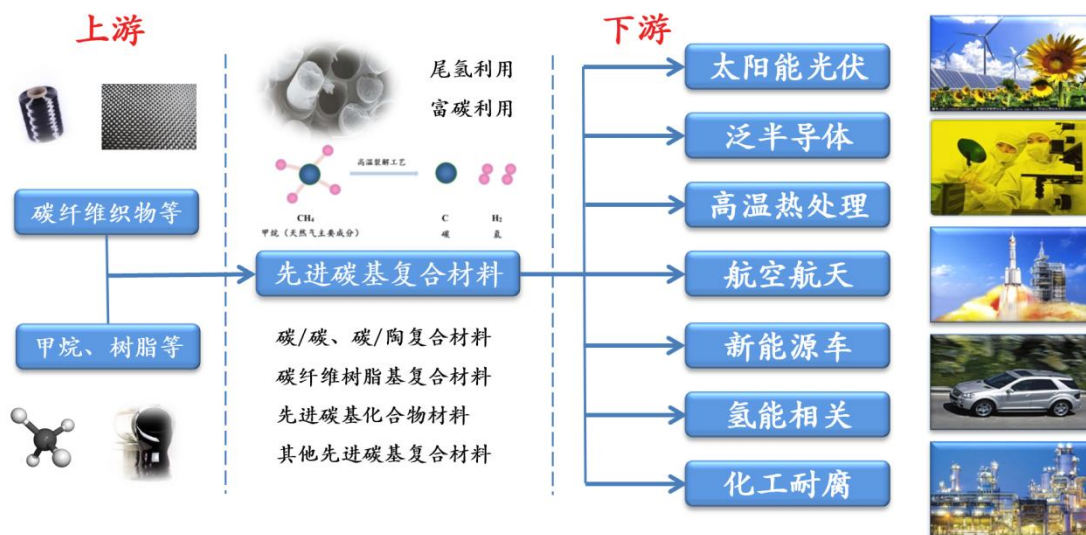 上游
碳纤维织物等
甲烷、树脂等
尾氢利用
富碳利用
高温裂解工艺
CH₄
C
H₂
甲烷（天然气主要成分）
碳
氢
先进碳基复合材料
碳/碳、碳/陶复合材料
碳纤维树脂基复合材料
先进碳基化合物材料
其他先进碳基复合材料
下游
太阳能光伏
泛半导体
高温热处理
航空航天
新能源车
氢能相关
化工耐腐